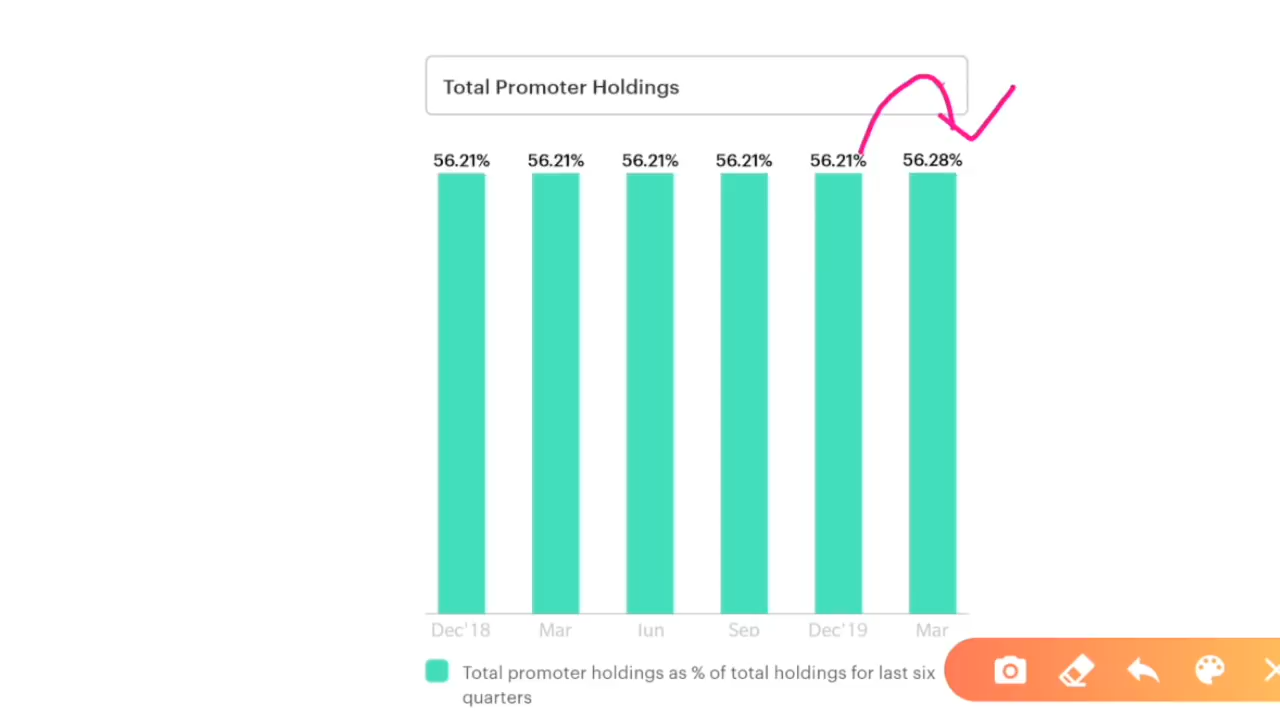 Total Promoter Holdings
56.21% 56.21% 56.21% 56.21% 56.21% 56.28%
Dec'18 Mar Jun Sep Dec'19 Mar
Total promoter holdings as % of total holdings for last six
quarters